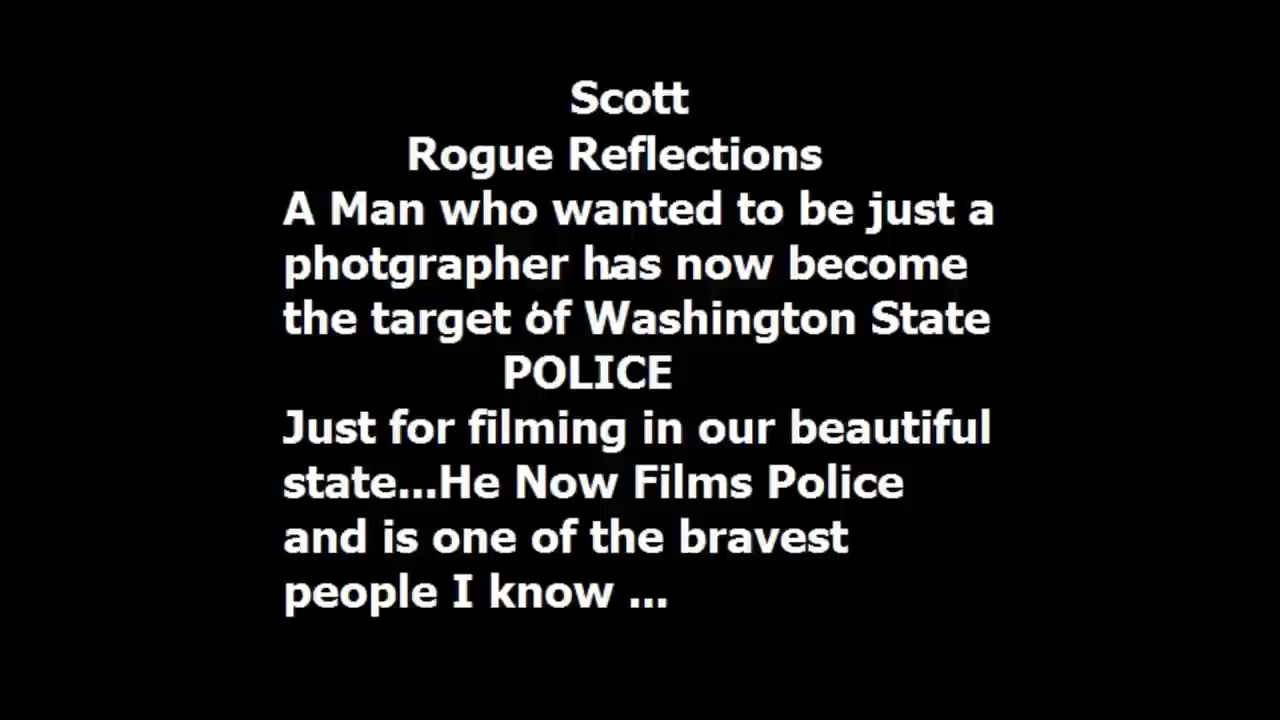 Scott
Rogue Reflections
A Man who wanted to be just a
photgrapher has now become
the target of Washington State
POLICE
Just for filming in our beautiful
state...He Now Films Police
and is one of the bravest
people I know ...